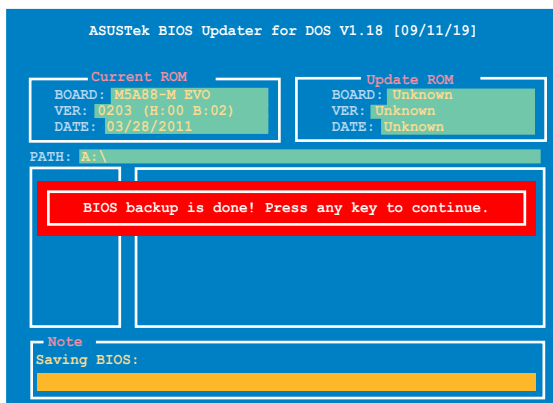 ASUSTek BIOS Updater for DOS V1.18 [09/11/19]
Current ROM
BOARD: M5A88-M EVO
VER: 0203 (H:00 B:02)
DATE: 03/28/2011
Update ROM
BOARD: Unknown
VER: Unknown
DATE: Unknown
PATH: A:\
BIOS backup is done! Press any key to continue.
Note
Saving BIOS: